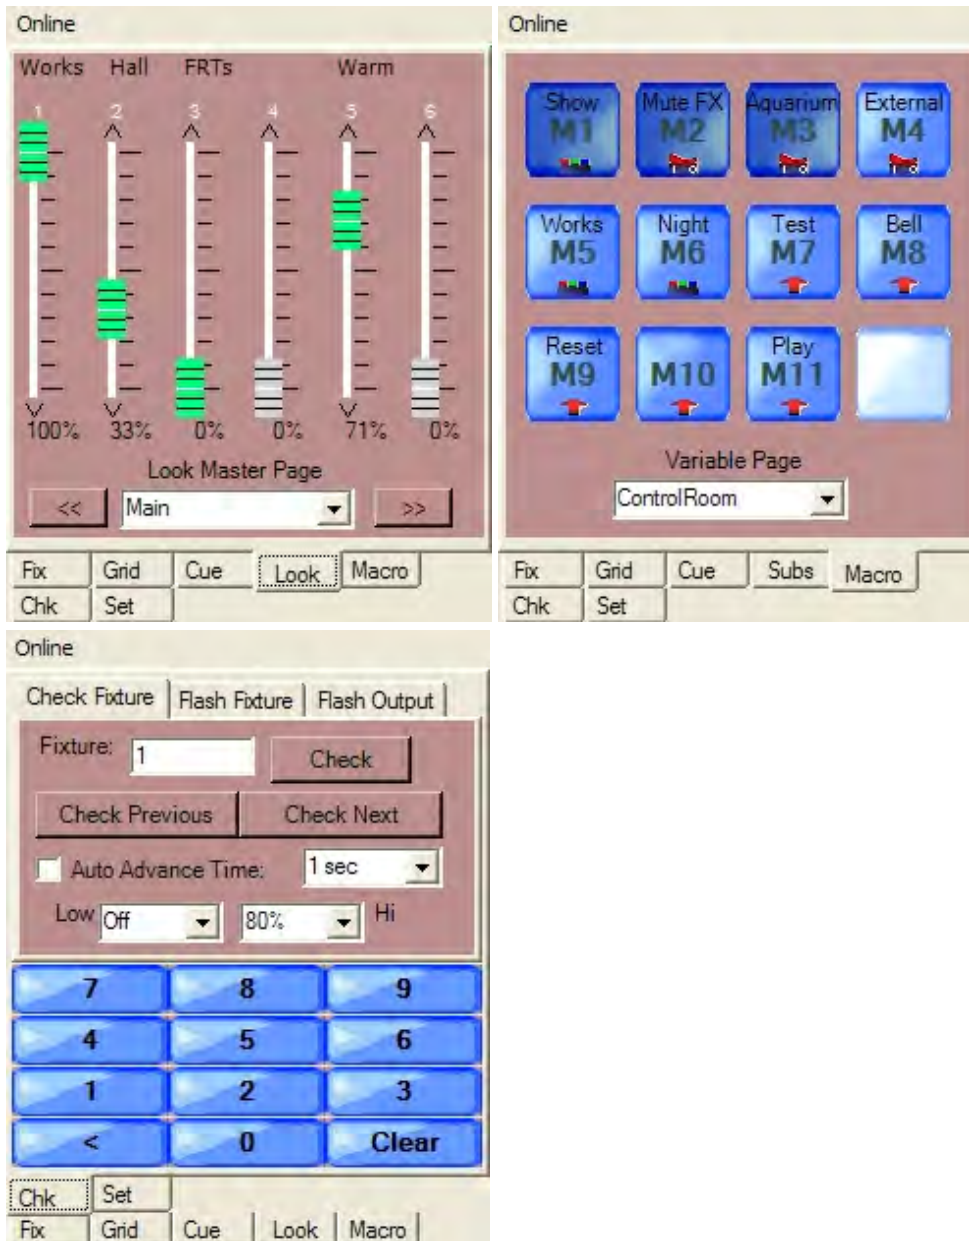 Online
Works Hall FRTs Warm
1 2 3 4 5 6
100% 33% 0% 0% 71% 0%
Look Master Page
<< Main >>
Fix Grid Cue Look Macro
Chk Set
Online
Show Mute FX Aquarium External
M1 M2 M3 M4
Works Night Test Bell
M5 M6 M7 M8
Reset Play
M9 M10 M11
Variable Page
ControlRoom
Fix Grid Cue Subs Macro
Chk Set
Online
Check Fixture Flash Fixture Flash Output
Fixture: 1 Check
Check Previous Check Next
Auto Advance Time: 1 sec
Low Off 80% Hi
7 8 9
4 5 6
1 2 3
< 0 Clear
Chk Set
Fix Grid Cue Look Macro